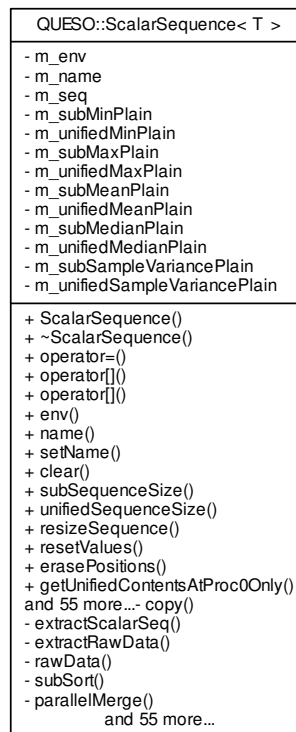 QUESO::ScalarSequence< T >
- m_env
- m_name
- m_seq
- m_subMinPlain
- m_unifiedMinPlain
- m_subMaxPlain
- m_unifiedMaxPlain
- m_subMeanPlain
- m_unifiedMeanPlain
- m_subMedianPlain
- m_unifiedMedianPlain
- m_subSampleVariancePlain
- m_unifiedSampleVariancePlain
+ ScalarSequence()
+ ~ScalarSequence()
+ operator=()
+ operator[]()
+ operator[]()
+ env()
+ name()
+ setName()
+ clear()
+ subSequenceSize()
+ unifiedSequenceSize()
+ resizeSequence()
+ resetValues()
+ erasePositions()
+ getUnifiedContentsAtProc0Only()
and 55 more...- copy()
- extractScalarSeq()
- extractRawData()
- rawData()
- subSort()
- parallelMerge()
and 55 more...